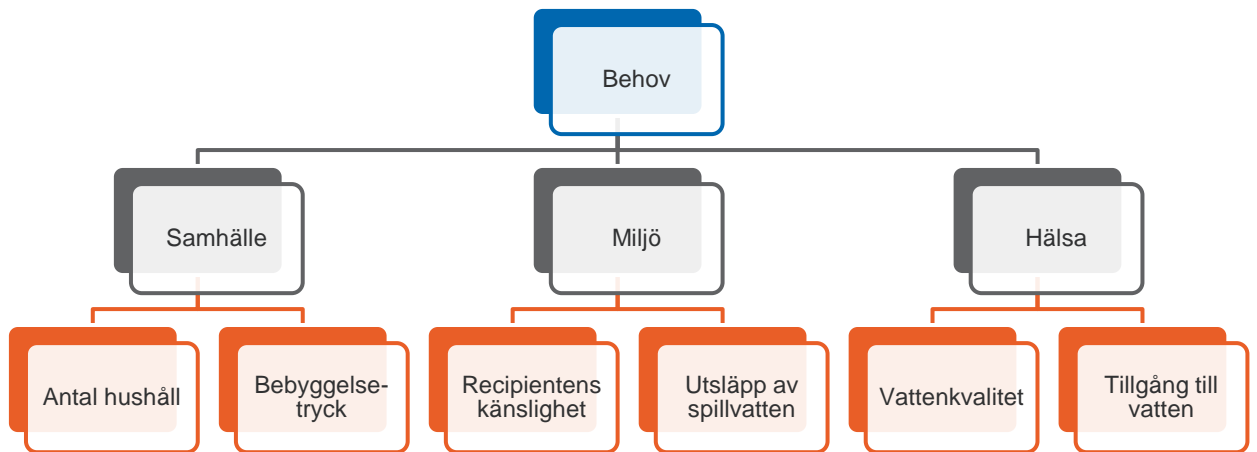 Behov
Samhälle
Miljö
Hälsa
Antal hushåll
Bebyggelse-
tryck
Recipientens
känslighet
Utsläpp av
spillvatten
Vattenkvalitet
Tillgång till
vatten